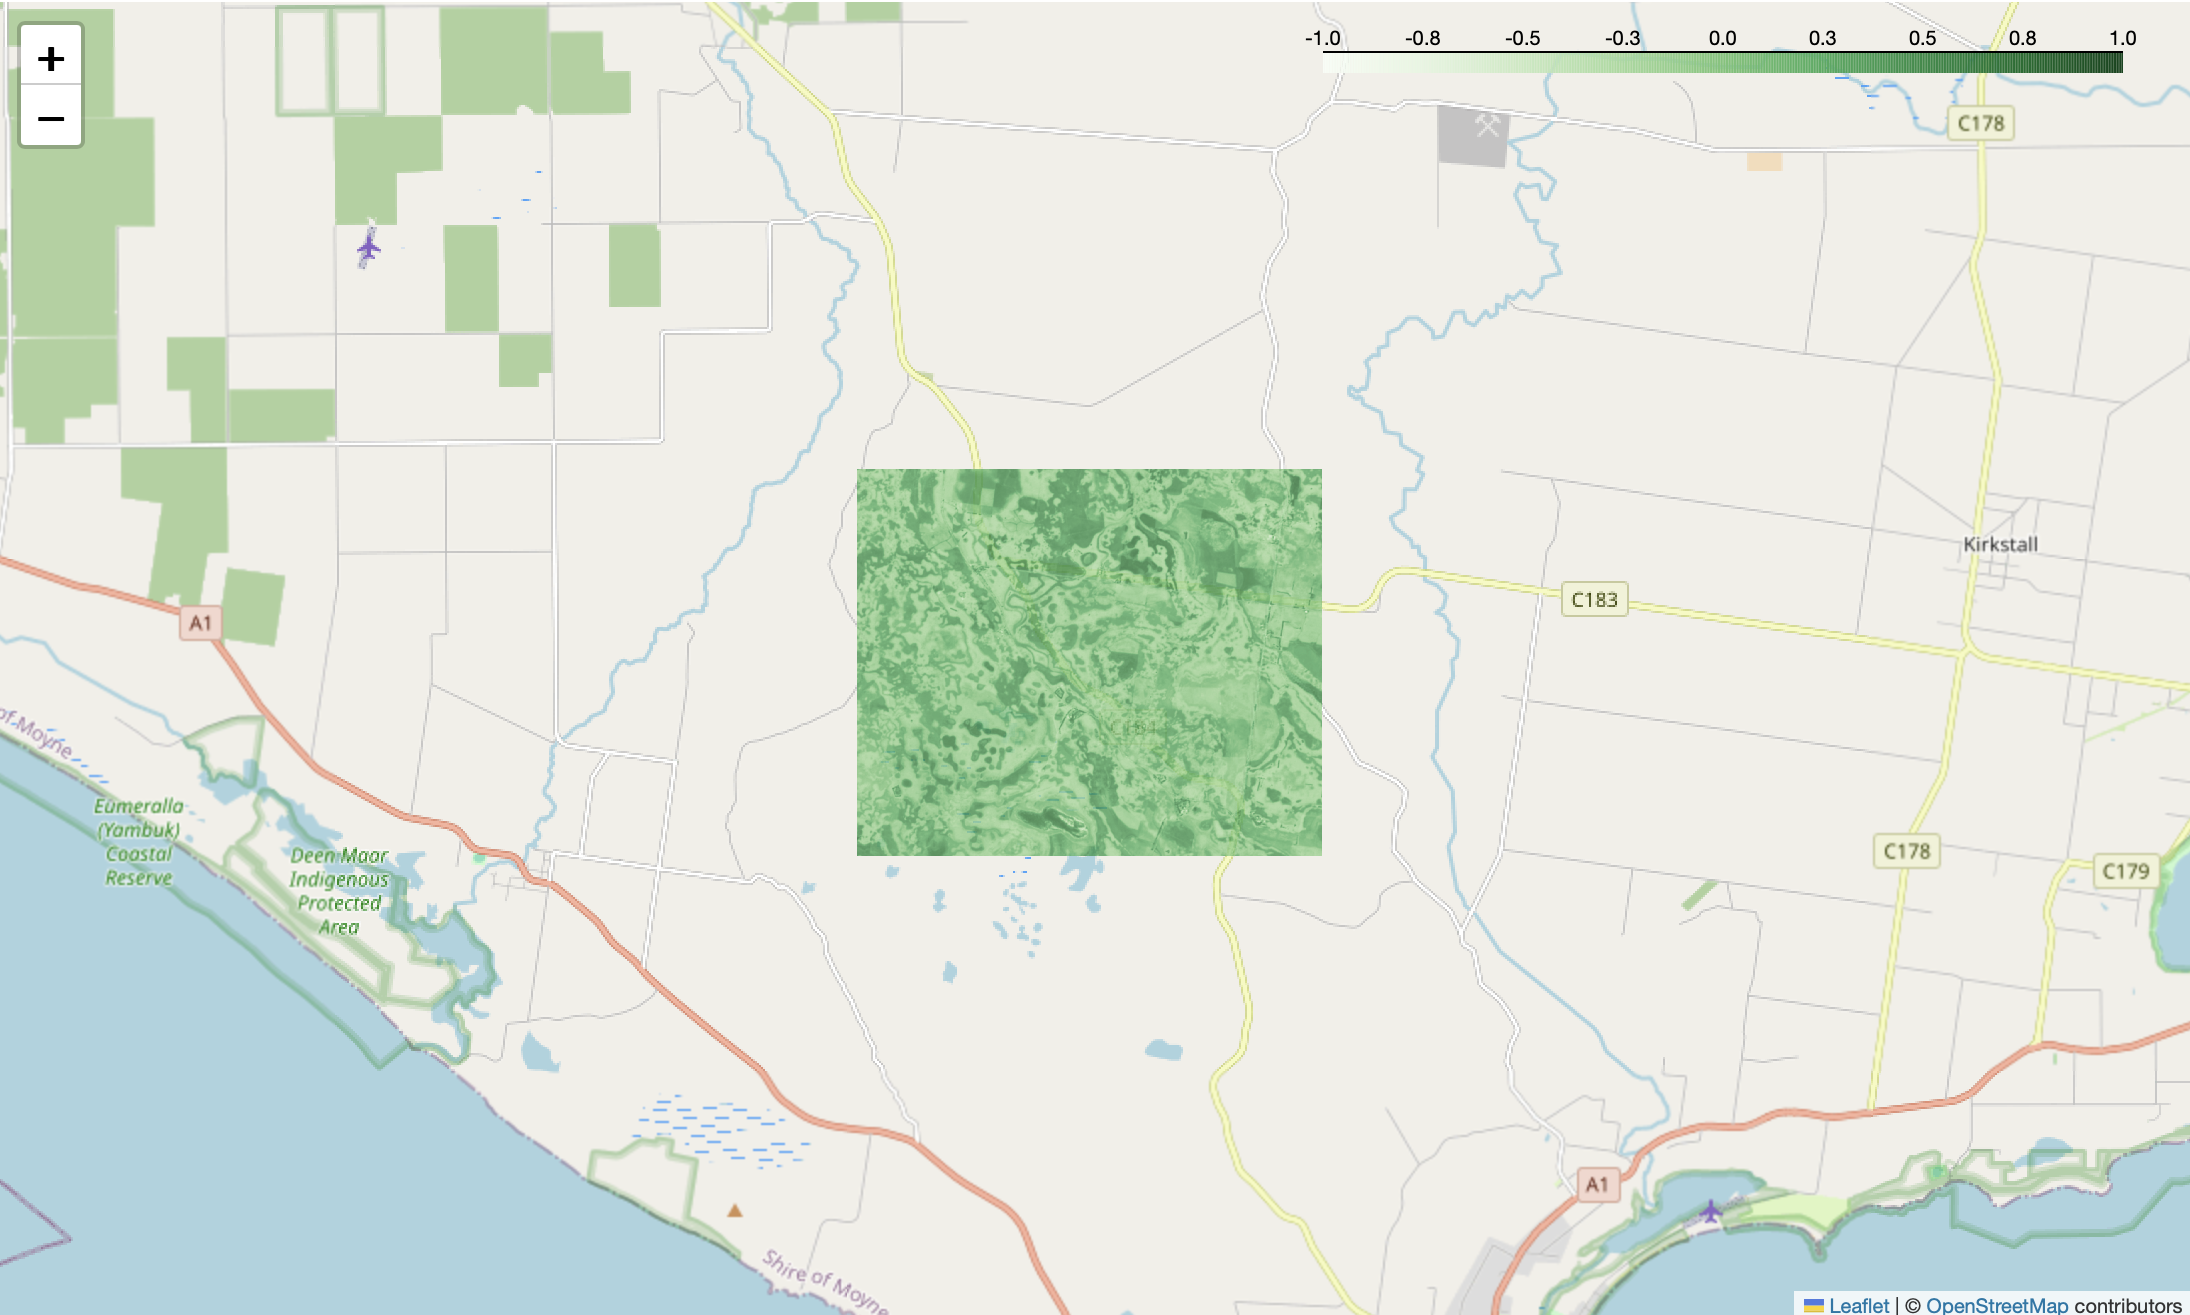 +
−
-1.0 -0.8 -0.5 -0.3 0.0 0.3 0.5 0.8 1.0
C178
Kirkstall
C183
A1
of Moyne
Eumeralla
(Yambuk)
Coastal
Reserve
Deen Maar
Indigenous
Protected
Area
C178
C179
A1
Shire of Moyne
Leaflet | © OpenStreetMap contributors